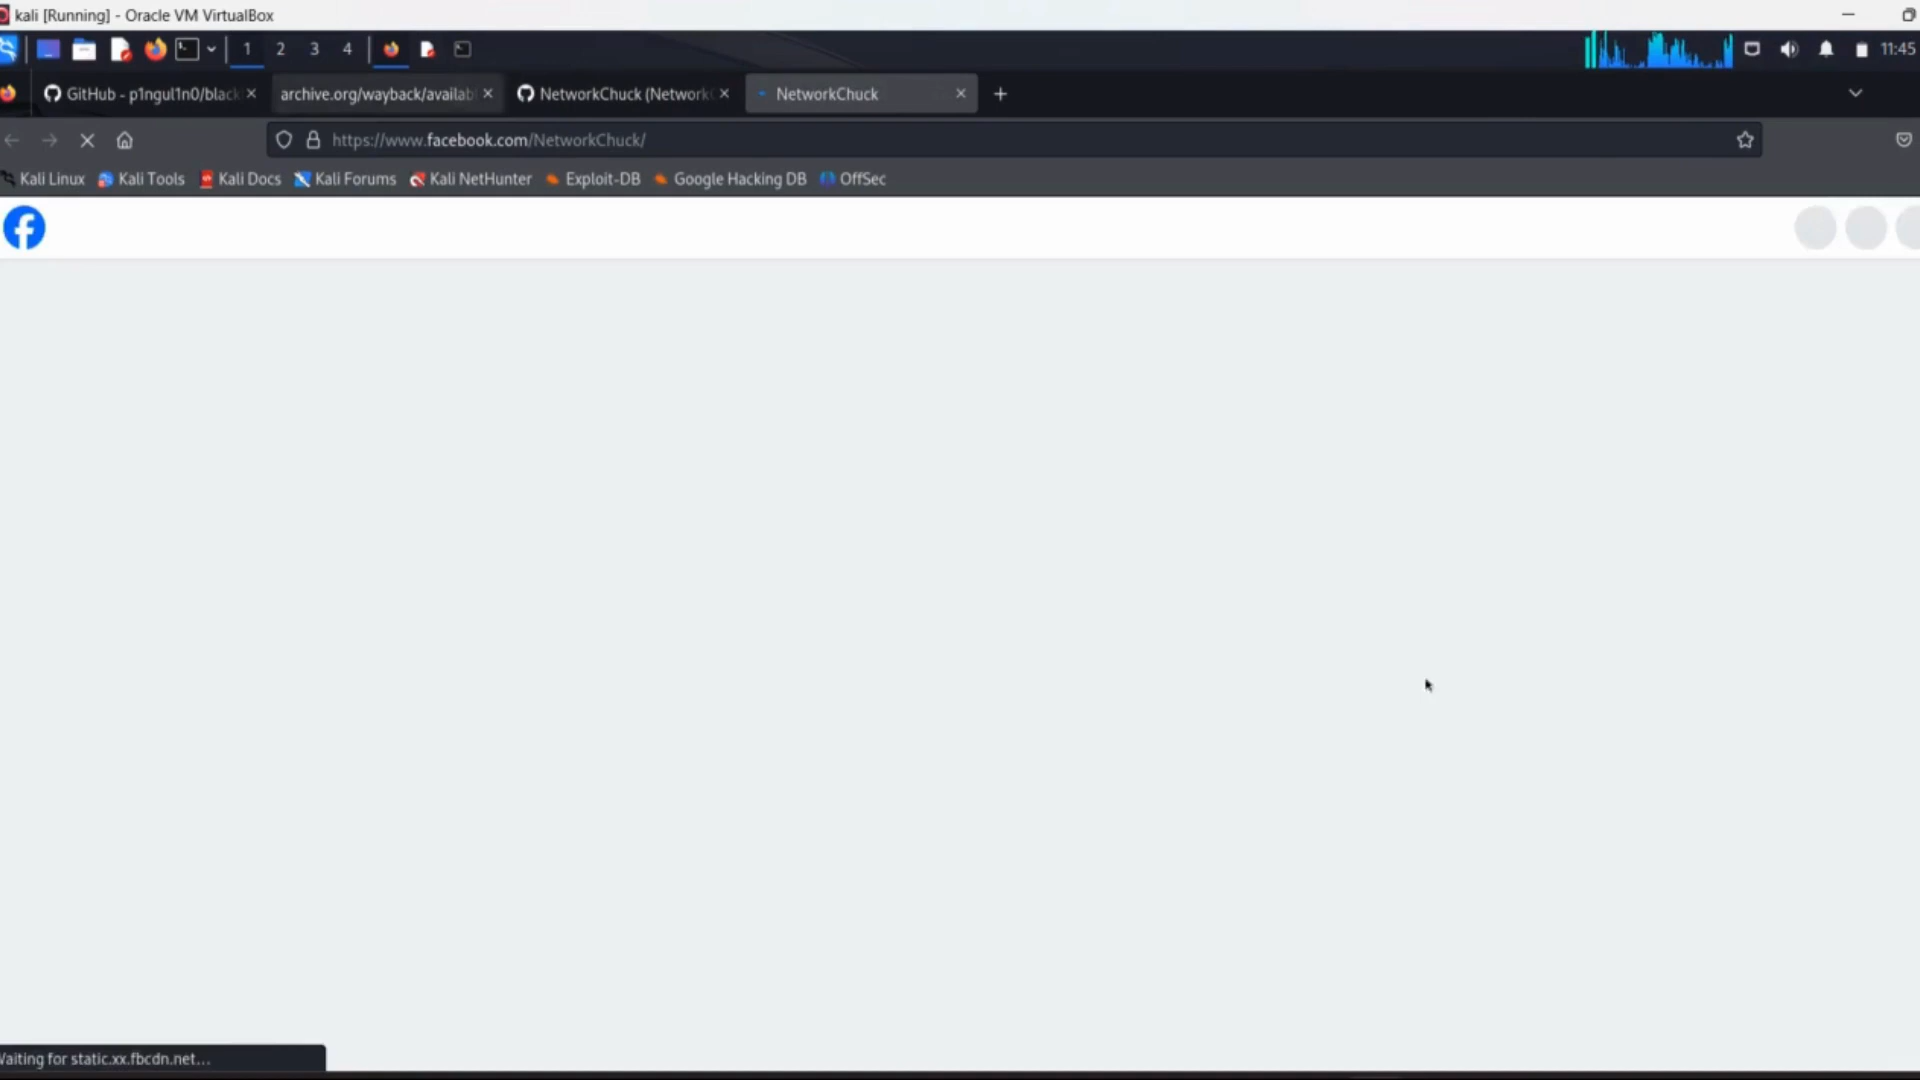 kali [Running] - Oracle VM VirtualBox
1 2 3 4 11:45
GitHub - p1ngul1n0/black archive.org/wayback/availab NetworkChuck (Network NetworkChuck
https://www.facebook.com/NetworkChuck/
Kali Linux Kali Tools Kali Docs Kali Forums Kali NetHunter Exploit-DB Google Hacking DB OffSec
Waiting for static.xx.fbcdn.net...